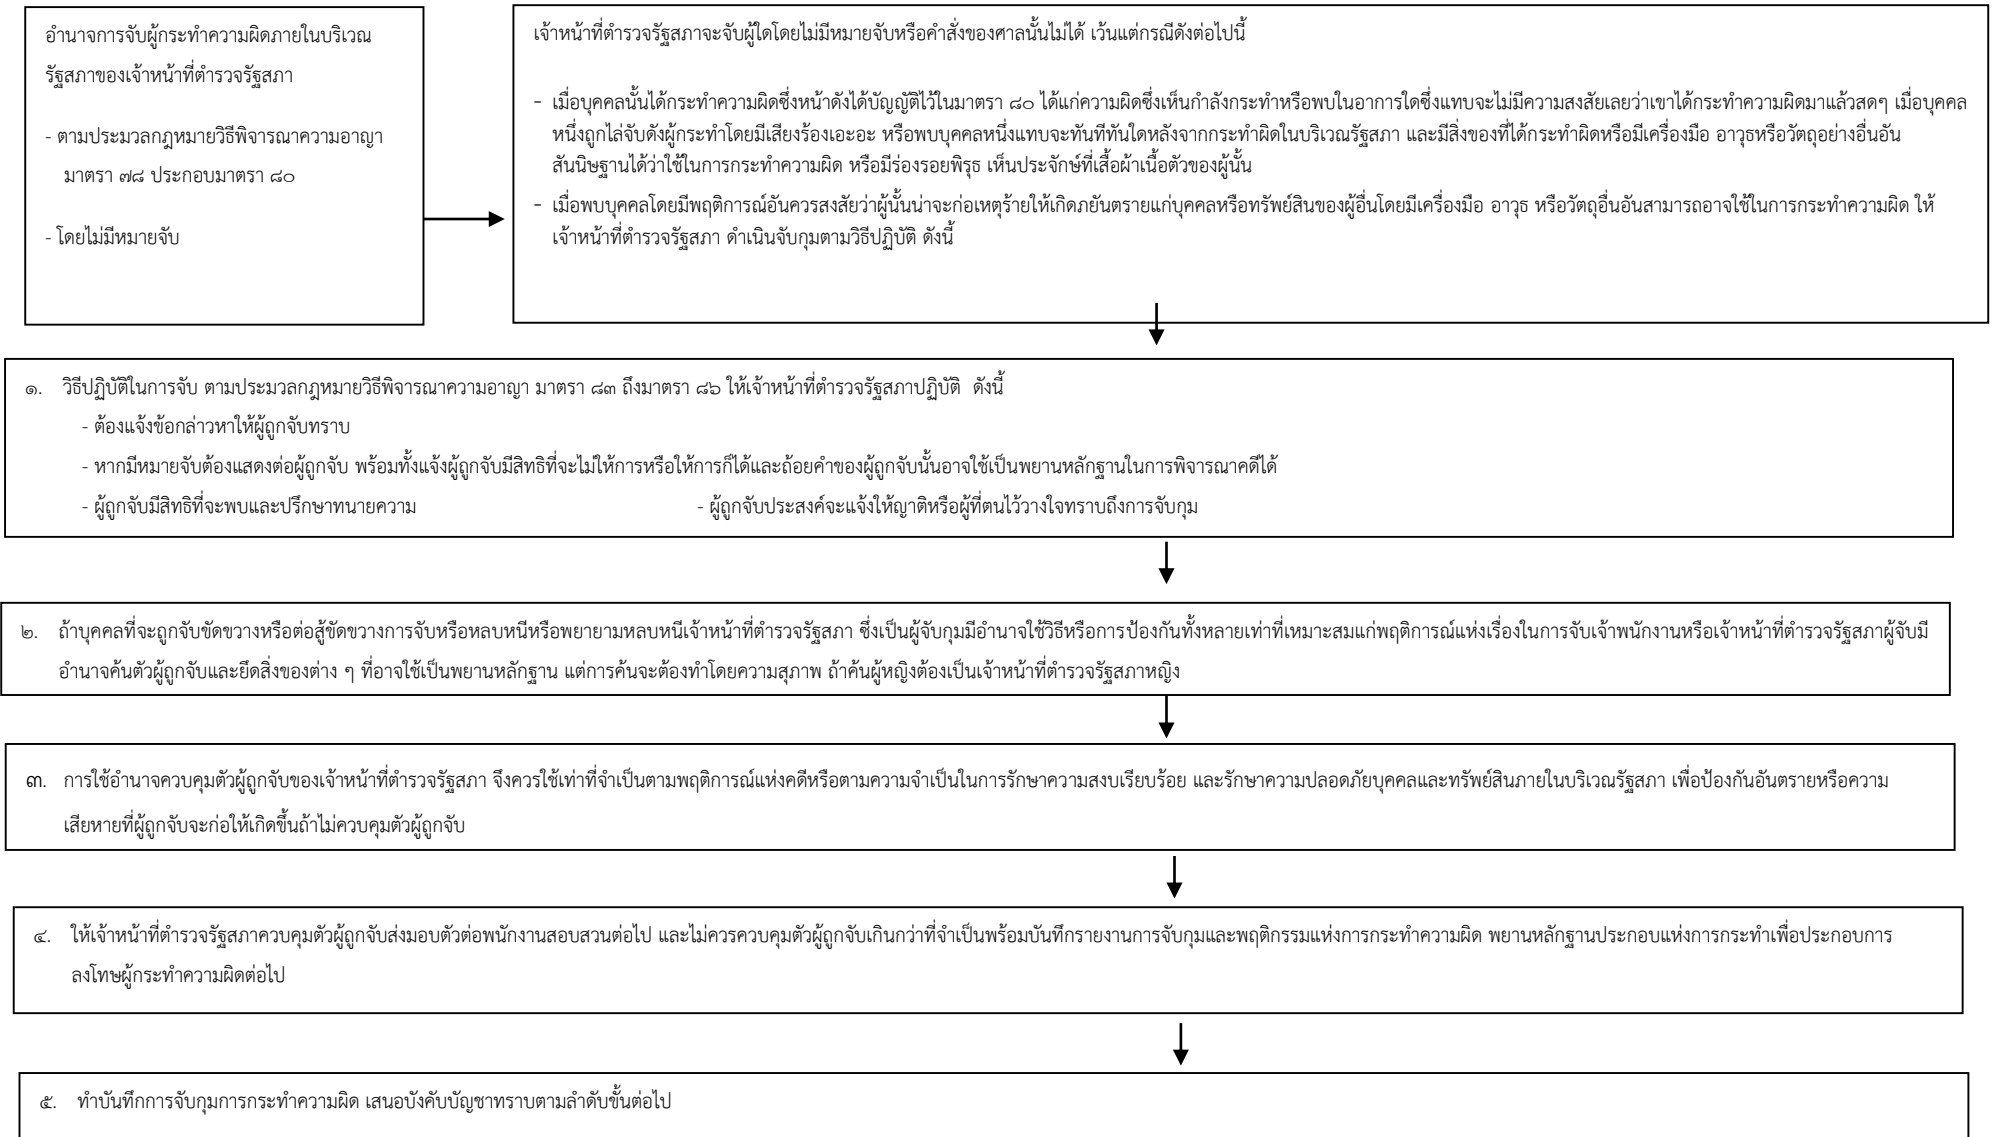 อำนาจการจับผู้กระทำความผิดภายในบริเวณ
รัฐสภาของเจ้าหน้าที่ตำรวจรัฐสภา
- ตามประมวลกฎหมายวิธีพิจารณาความอาญา
มาตรา ๗๘ ประกอบมาตรา ๘๐
- โดยไม่มีหมายจับ
เจ้าหน้าที่ตำรวจรัฐสภาจะจับผู้ใดโดยไม่มีหมายจับหรือคำสั่งของศาลนั้นไม่ได้ เว้นแต่กรณีดังต่อไปนี้
- เมื่อบุคคลนั้นได้กระทำความผิดซึ่งหน้าดังได้บัญญัติไว้ในมาตรา ๘๐ ได้แก่ความผิดซึ่งเห็นกำลังกระทำหรือพบในอาการใดซึ่งแทบจะไม่มีความสงสัยเลยว่าเขาได้กระทำความผิดมาแล้วสดๆ เมื่อบุคคล
หนึ่งถูกไล่จับดังผู้กระทำโดยมีเสียงร้องเอะอะ หรือพบบุคคลหนึ่งแทบจะทันทีทันใดหลังจากกระทำผิดในบริเวณรัฐสภา และมีสิ่งของที่ได้กระทำผิดหรือมีเครื่องมือ อาวุธหรือวัตถุอย่างอื่นอัน
สันนิษฐานได้ว่าใช้ในการกระทำความผิด หรือมีร่องรอยพิรุธ เห็นประจักษ์ที่เสื้อผ้าเนื้อตัวของผู้นั้น
- เมื่อพบบุคคลโดยมีพฤติการณ์อันควรสงสัยว่าผู้นั้นน่าจะก่อเหตุร้ายให้เกิดภยันตรายแก่บุคคลหรือทรัพย์สินของผู้อื่นโดยมีเครื่องมือ อาวุธ หรือวัตถุอื่นอันสามารถอาจใช้ในการกระทำความผิด ให้
เจ้าหน้าที่ตำรวจรัฐสภา ดำเนินจับกุมตามวิธีปฏิบัติ ดังนี้
๑. วิธีปฏิบัติในการจับ ตามประมวลกฎหมายวิธีพิจารณาความอาญา มาตรา ๘๓ ถึงมาตรา ๘๖ ให้เจ้าหน้าที่ตำรวจรัฐสภาปฏิบัติ ดังนี้
- ต้องแจ้งข้อกล่าวหาให้ผู้ถูกจับทราบ
- หากมีหมายจับต้องแสดงต่อผู้ถูกจับ พร้อมทั้งแจ้งผู้ถูกจับมีสิทธิที่จะไม่ให้การหรือให้การก็ได้และถ้อยคำของผู้ถูกจับนั้นอาจใช้เป็นพยานหลักฐานในการพิจารณาคดีได้
- ผู้ถูกจับมีสิทธิที่จะพบและปรึกษาทนายความ - ผู้ถูกจับประสงค์จะแจ้งให้ญาติหรือผู้ที่ตนไว้วางใจทราบถึงการจับกุม
๒. ถ้าบุคคลที่จะถูกจับขัดขวางหรือต่อสู้ขัดขวางการจับหรือหลบหนีหรือพยายามหลบหนีเจ้าหน้าที่ตำรวจรัฐสภา ซึ่งเป็นผู้จับกุมมีอำนาจใช้วิธีหรือการป้องกันทั้งหลายเท่าที่เหมาะสมแก่พฤติการณ์แห่งเรื่องในการจับเจ้าพนักงานหรือเจ้าหน้าที่ตำรวจรัฐสภาผู้จับมี
อำนาจค้นตัวผู้ถูกจับและยึดสิ่งของต่าง ๆ ที่อาจใช้เป็นพยานหลักฐาน แต่การค้นจะต้องทำโดยความสุภาพ ถ้าค้นผู้หญิงต้องเป็นเจ้าหน้าที่ตำรวจรัฐสภาหญิง
๓. การใช้อำนาจควบคุมตัวผู้ถูกจับของเจ้าหน้าที่ตำรวจรัฐสภา จึงควรใช้เท่าที่จำเป็นตามพฤติการณ์แห่งคดีหรือตามความจำเป็นในการรักษาความสงบเรียบร้อย และรักษาความปลอดภัยบุคคลและทรัพย์สินภายในบริเวณรัฐสภา เพื่อป้องกันอันตรายหรือความ
เสียหายที่ผู้ถูกจับจะก่อให้เกิดขึ้นถ้าไม่ควบคุมตัวผู้ถูกจับ
๔. ให้เจ้าหน้าที่ตำรวจรัฐสภาควบคุมตัวผู้ถูกจับส่งมอบตัวต่อพนักงานสอบสวนต่อไป และไม่ควรควบคุมตัวผู้ถูกจับเกินกว่าที่จำเป็นพร้อมบันทึกรายงานการจับกุมและพฤติกรรมแห่งการกระทำความผิด พยานหลักฐานประกอบแห่งการกระทำเพื่อประกอบการ
ลงโทษผู้กระทำความผิดต่อไป
๕. ทำบันทึกการจับกุมการกระทำความผิด เสนอบังคับบัญชาทราบตามลำดับขั้นต่อไป